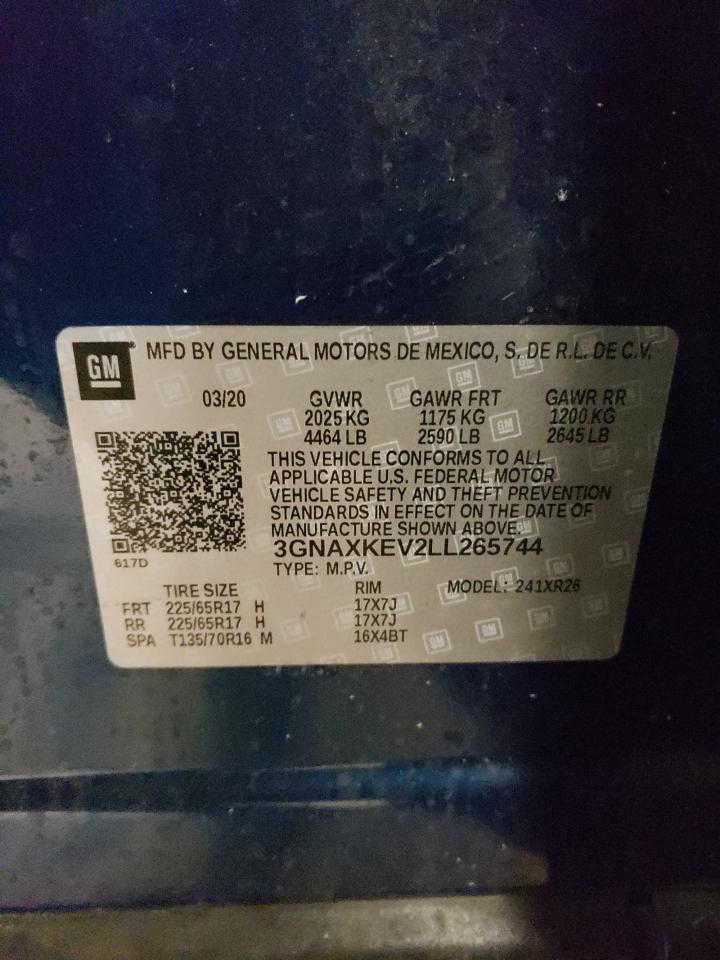 GM MFD BY GENERAL MOTORS DE MEXICO, S. DE R.L. DE C.V.
03/20 GVWR GAWR FRT GAWR RR
2025 KG 1175 KG 1200 KG
4464 LB 2590 LB 2645 LB
THIS VEHICLE CONFORMS TO ALL
APPLICABLE U.S. FEDERAL MOTOR
VEHICLE SAFETY AND THEFT PREVENTION
STANDARDS IN EFFECT ON THE DATE OF
MANUFACTURE SHOWN ABOVE.
3GNAXKEV2LL265744
617D
TYPE: M.P.V.
TIRE SIZE RIM MODEL: 241XR26
FRT 225/65R17 H 17X7J
RR 225/65R17 H 17X7J
SPA T135/70R16 M 16X4BT